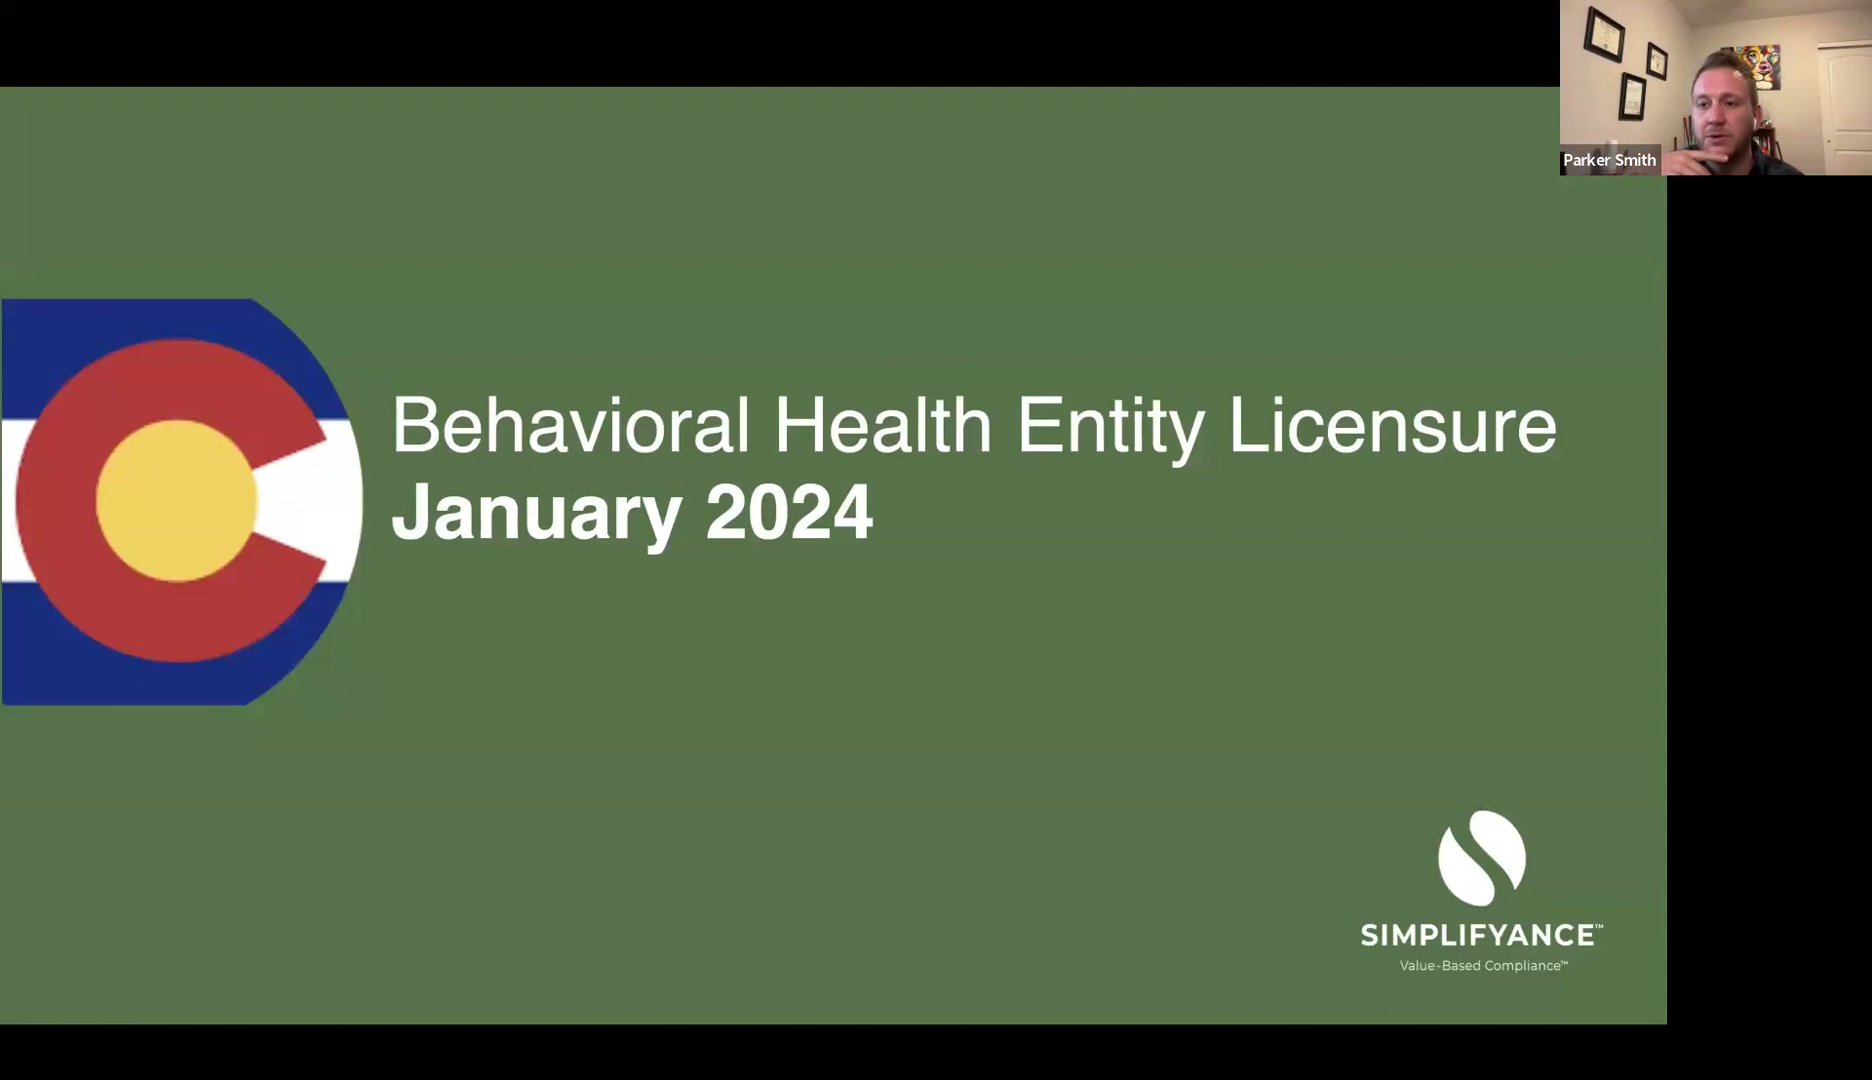 Parker Smith
Behavioral Health Entity Licensure
January 2024
SIMPLIFYANCE™
Value-Based Compliance™